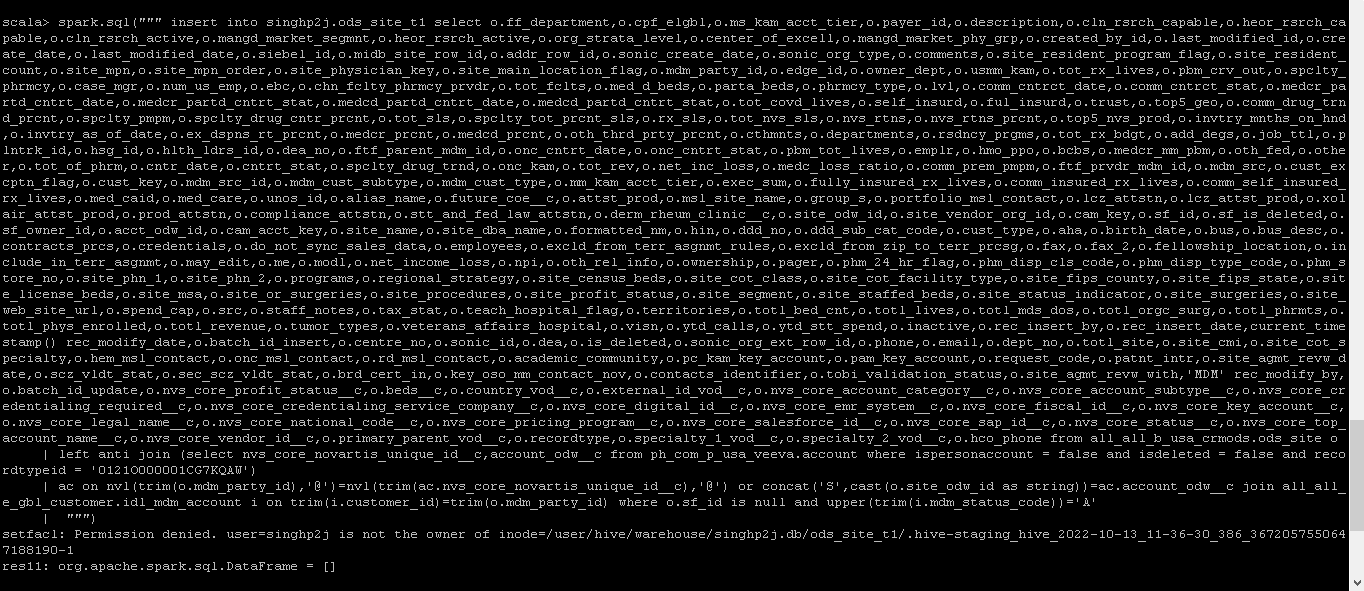 scala> spark.sql(""" insert into singhp2j.ods_site_t1 select o.ff_department,o.cpf_elgbl,o.ms_kam_acct_tier,o.payer_id,o.description,o.cln_rsrch_capable,o.heor_rsrch_ca
pable,o.cln_rsrch_active,o.mangd_market_segmnt,o.heor_rsrch_active,o.org_strata_level,o.center_of_excell,o.mangd_market_phy_grp,o.created_by_id,o.last_modified_id,o.cre
ate_date,o.last_modified_date,o.siebel_id,o.midb_site_row_id,o.addr_row_id,o.sonic_create_date,o.sonic_org_type,o.comments,o.site_resident_program_flag,o.site_resident_
count,o.site_mpn,o.site_mpn_order,o.site_physician_key,o.site_main_location_flag,o.mdm_party_id,o.edge_id,o.owner_dept,o.usmm_kam,o.tot_rx_lives,o.pbm_crv_out,o.spclty_
phrmcy,o.case_mgr,o.num_us_emp,o.ebc,o.chn_fclty_phrmcy_prvdr,o.tot_fclts,o.med_d_beds,o.parta_beds,o.phrmcy_type,o.lvl,o.comm_cntrct_date,o.comm_cntrct_stat,o.medcr_pa
rtd_cntrt_date,o.medcr_partd_cntrt_stat,o.medcd_partd_cntrt_date,o.medcd_partd_cntrt_stat,o.tot_covd_lives,o.self_insurd,o.ful_insurd,o.trust,o.top5_geo,o.comm_drug_trn
d_prcnt,o.spclty_pmpm,o.spclty_drug_cntr_prcnt,o.tot_sls,o.spclty_tot_prcnt_sls,o.rx_sls,o.tot_nvs_sls,o.nvs_rtns,o.nvs_rtns_prcnt,o.top5_nvs_prod,o.invtry_mnths_on_hnd
,o.invtry_as_of_date,o.ex_dspns_rt_prcnt,o.medcr_prcnt,o.medcd_prcnt,o.oth_thrd_prty_prcnt,o.cthmnts,o.departments,o.rsdncy_prgms,o.tot_rx_bdgt,o.add_degs,o.job_ttl,o.p
lntrk_id,o.hsg_id,o.hlth_ldrs_id,o.dea_no,o.ftf_parent_mdm_id,o.onc_cntrt_date,o.onc_cntrt_stat,o.pbm_tot_lives,o.emplr,o.hmo_ppo,o.bcbs,o.medcr_mm_pbm,o.oth_fed,o.othe
r,o.tot_of_phrm,o.cntr_date,o.cntrt_stat,o.spclty_drug_trnd,o.onc_kam,o.tot_rev,o.net_inc_loss,o.medc_loss_ratio,o.comm_prem_pmpm,o.ftf_prvdr_mdm_id,o.mdm_src,o.cust_ex
cptn_flag,o.cust_key,o.mdm_src_id,o.mdm_cust_subtype,o.mdm_cust_type,o.mm_kam_acct_tier,o.exec_sum,o.fully_insured_rx_lives,o.comm_insured_rx_lives,o.comm_self_insured_
rx_lives,o.med_caid,o.med_care,o.unos_id,o.alias_name,o.future_coe__c,o.attst_prod,o.msl_site_name,o.group_s,o.portfolio_msl_contact,o.lcz_attstn,o.lcz_attst_prod,o.xol
air_attst_prod,o.prod_attstn,o.compliance_attstn,o.stt_and_fed_law_attstn,o.derm_rheum_clinic__c,o.site_odw_id,o.site_vendor_org_id,o.cam_key,o.sf_id,o.sf_is_deleted,o.
sf_owner_id,o.acct_odw_id,o.cam_acct_key,o.site_name,o.site_dba_name,o.formatted_nm,o.hin,o.ddd_no,o.ddd_sub_cat_code,o.cust_type,o.aha,o.birth_date,o.bus,o.bus_desc,o.
contracts_prcs,o.credentials,o.do_not_sync_sales_data,o.employees,o.excld_from_terr_asgnmt_rules,o.excld_from_zip_to_terr_prcsg,o.fax,o.fax_2,o.fellowship_location,o.in
clude_in_terr_asgnmt,o.may_edit,o.me,o.modl,o.net_income_loss,o.npi,o.oth_rel_info,o.ownership,o.pager,o.phm_24_hr_flag,o.phm_disp_cls_code,o.phm_disp_type_code,o.phm_s
tore_no,o.site_phn_1,o.site_phn_2,o.programs,o.regional_strategy,o.site_census_beds,o.site_cot_class,o.site_cot_facility_type,o.site_fips_county,o.site_fips_state,o.sit
e_license_beds,o.site_msa,o.site_or_surgeries,o.site_procedures,o.site_profit_status,o.site_segment,o.site_staffed_beds,o.site_status_indicator,o.site_surgeries,o.site_
web_site_url,o.spend_cap,o.src,o.staff_notes,o.tax_stat,o.teach_hospital_flag,o.territories,o.totl_bed_cnt,o.totl_lives,o.totl_mds_dos,o.totl_orgc_surg,o.totl_phrmts,o.
totl_phys_enrolled,o.totl_revenue,o.tumor_types,o.veterans_affairs_hospital,o.visn,o.ytd_calls,o.ytd_stt_spend,o.inactive,o.rec_insert_by,o.rec_insert_date,current_time
stamp() rec_modify_date,o.batch_id_insert,o.centre_no,o.sonic_id,o.dea,o.is_deleted,o.sonic_org_ext_row_id,o.phone,o.email,o.dept_no,o.totl_site,o.site_cmi,o.site_cot_s
pecialty,o.hem_msl_contact,o.onc_msl_contact,o.rd_msl_contact,o.academic_community,o.pc_kam_key_account,o.pam_key_account,o.request_code,o.patnt_intr,o.site_agmt_revw_d
ate,o.scz_vldt_stat,o.sec_scz_vldt_stat,o.brd_cert_in,o.key_oso_mm_contact_nov,o.contacts_identifier,o.tobi_validation_status,o.site_agmt_revw_with,'MDM' rec_modify_by,
o.batch_id_update,o.nvs_core_profit_status__c,o.beds__c,o.country_vod__c,o.external_id_vod__c,o.nvs_core_account_category__c,o.nvs_core_account_subtype__c,o.nvs_core_cr
edentialing_required__c,o.nvs_core_credentialing_service_company__c,o.nvs_core_digital_id__c,o.nvs_core_emr_system__c,o.nvs_core_fiscal_id__c,o.nvs_core_key_account__c,
o.nvs_core_legal_name__c,o.nvs_core_national_code__c,o.nvs_core_pricing_program__c,o.nvs_core_salesforce_id__c,o.nvs_core_sap_id__c,o.nvs_core_status__c,o.nvs_core_top_
account_name__c,o.nvs_core_vendor_id__c,o.primary_parent_vod__c,o.recordtype,o.specialty_1_vod__c,o.specialty_2_vod__c,o.hco_phone from all_all_b_usa_crmods.ods_site o
| left anti join (select nvs_core_novartis_unique_id__c,account_odw__c from ph_com_p_usa_veeva.account where ispersonaccount = false and isdeleted = false and reco
rdtypeid = '01210000001CG7KQAW')
| ac on nvl(trim(o.mdm_party_id),'@')=nvl(trim(ac.nvs_core_novartis_unique_id__c),'@') or concat('S',cast(o.site_odw_id as string))=ac.account_odw__c join all_all_
e_gbl_customer.idl_mdm_account i on trim(i.customer_id)=trim(o.mdm_party_id) where o.sf_id is null and upper(trim(i.mdm_status_code))='A'
| """)
setfacl: Permission denied. user=singhp2j is not the owner of inode=/user/hive/warehouse/singhp2j.db/ods_site_t1/.hive-staging_hive_2022-10-13_11-36-30_386_367205755064
7188190-1
res11: org.apache.spark.sql.DataFrame = []